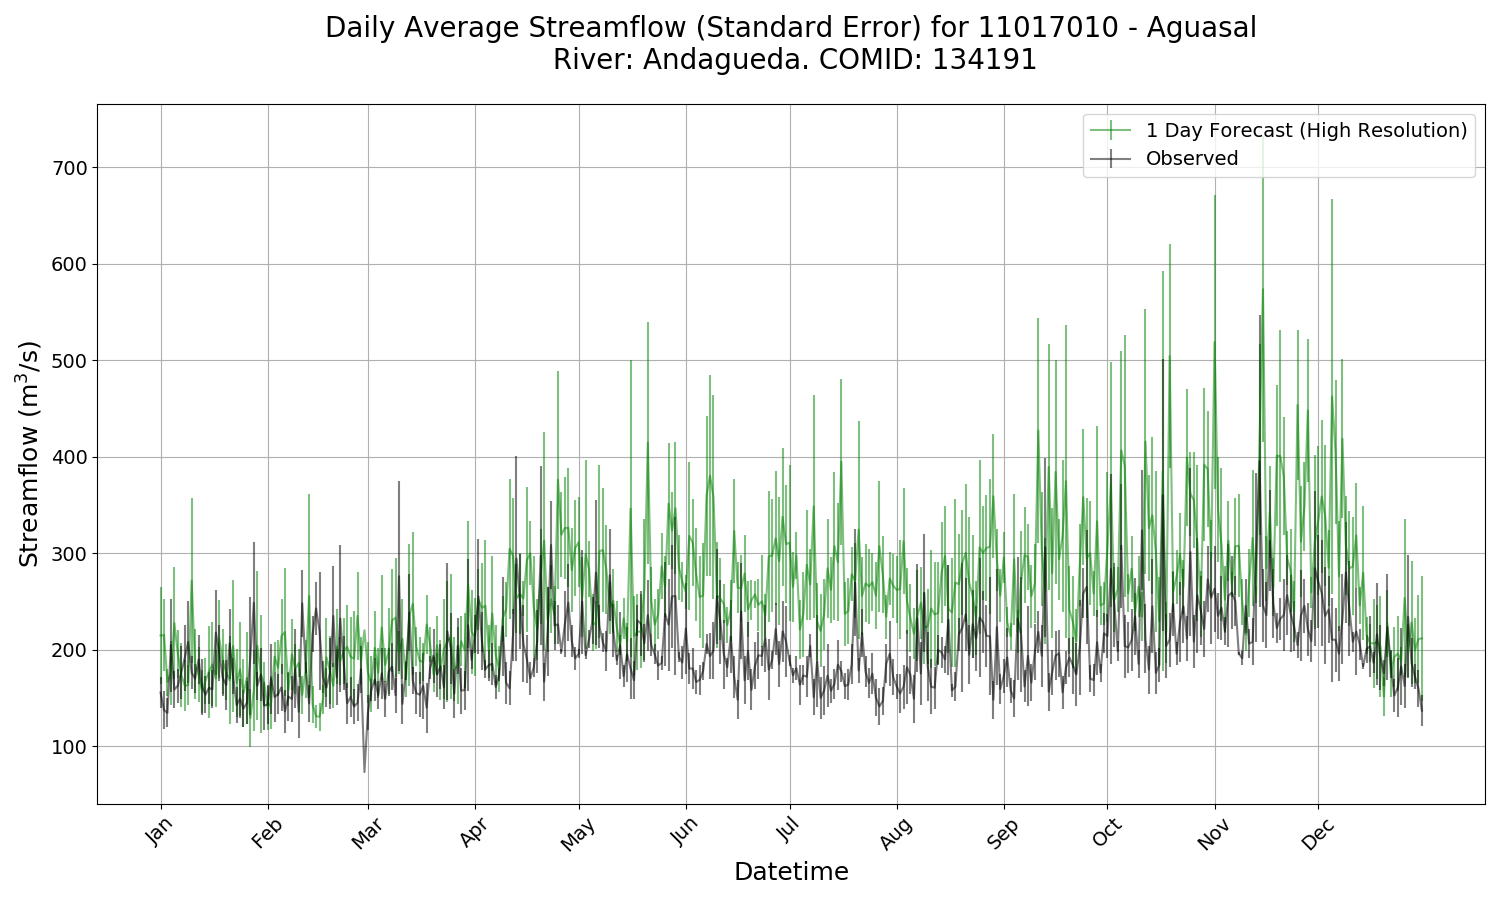 Daily Average Streamflow (Standard Error) for 11017010 - Aguasal
River: Andagueda. COMID: 134191
1 Day Forecast (High Resolution)
Observed
Streamflow (m³/s)
700
600
500
400
300
200
100
Jan
Feb
Mar
Apr
May
Jun
Jul
Aug
Sep
Oct
Nov
Dec
Datetime